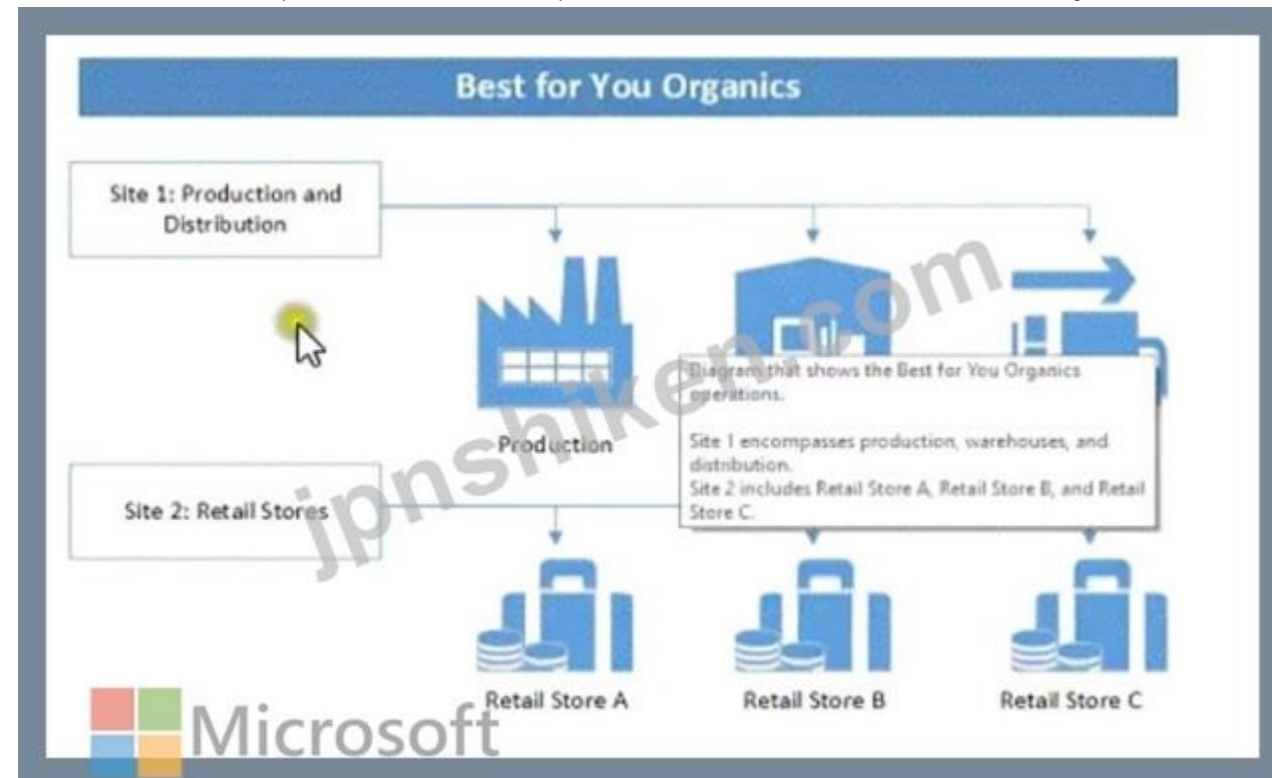 Best for You Organics
Site 1: Production and
Distribution
Diagram that shows the Best for You Organics
operations.
Production
Site 1 encompasses production, warehouses, and
distribution.
Site 2 includes Retail Store A, Retail Store B, and Retail
Store C.
Site 2: Retail Stores
Retail Store A
Retail Store B
Retail Store C
jpnshiken.com
Microsoft